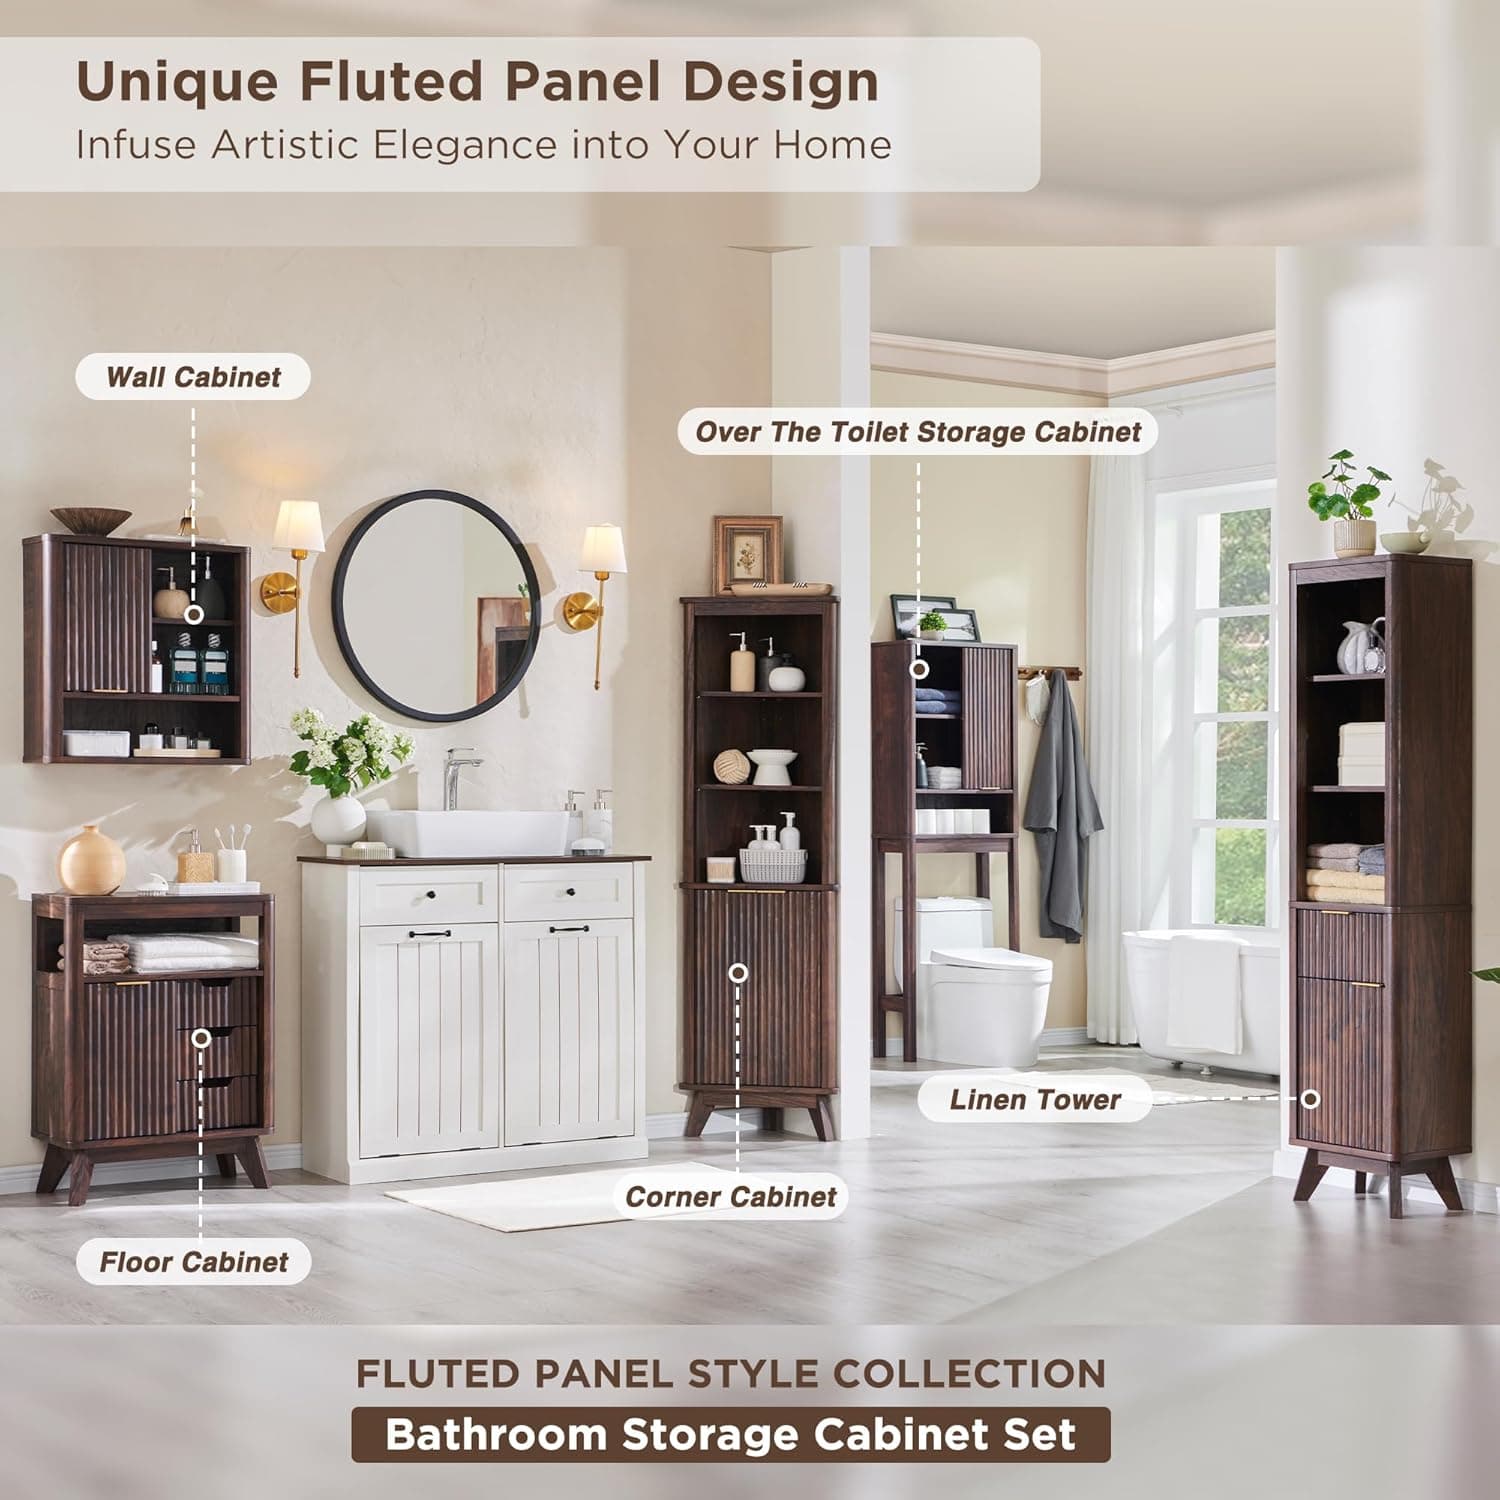 Unique Fluted Panel Design
Infuse Artistic Elegance into Your Home
Wall Cabinet
Over The Toilet Storage Cabinet
Linen Tower
Corner Cabinet
Floor Cabinet
FLUTED PANEL STYLE COLLECTION
Bathroom Storage Cabinet Set